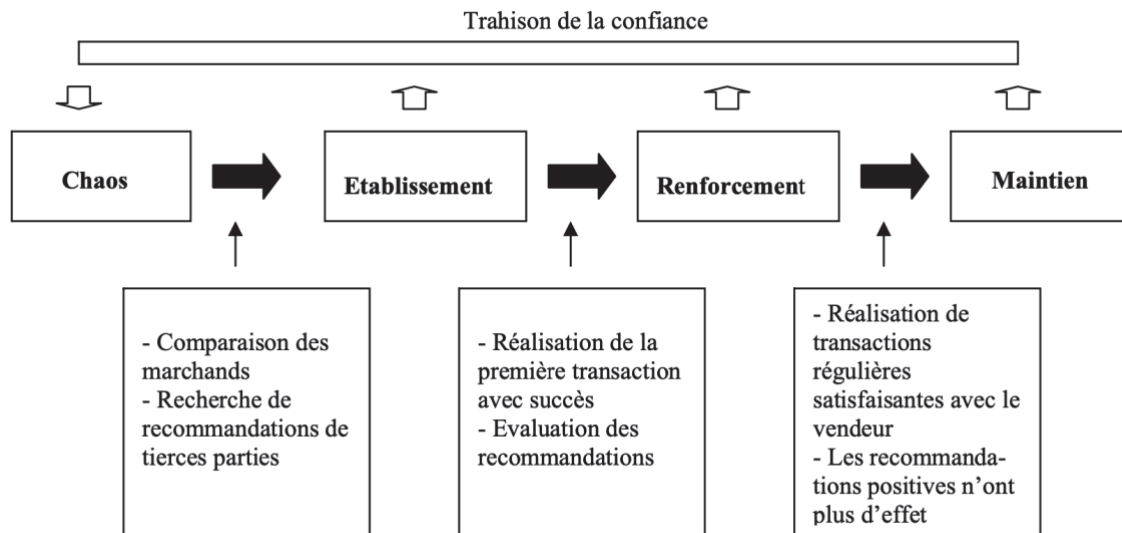 Trahison de la confiance
Chaos
Etablissement
Renforcement
Maintien
- Comparaison des
marchands
- Recherche de
recommandations de
tierces parties
- Réalisation de la
première transaction
avec succès
- Evaluation des
recommandations
- Réalisation de
transactions
régulières
satisfaisantes avec le
vendeur
- Les recommanda-
tions positives n’ont
plus d’effet